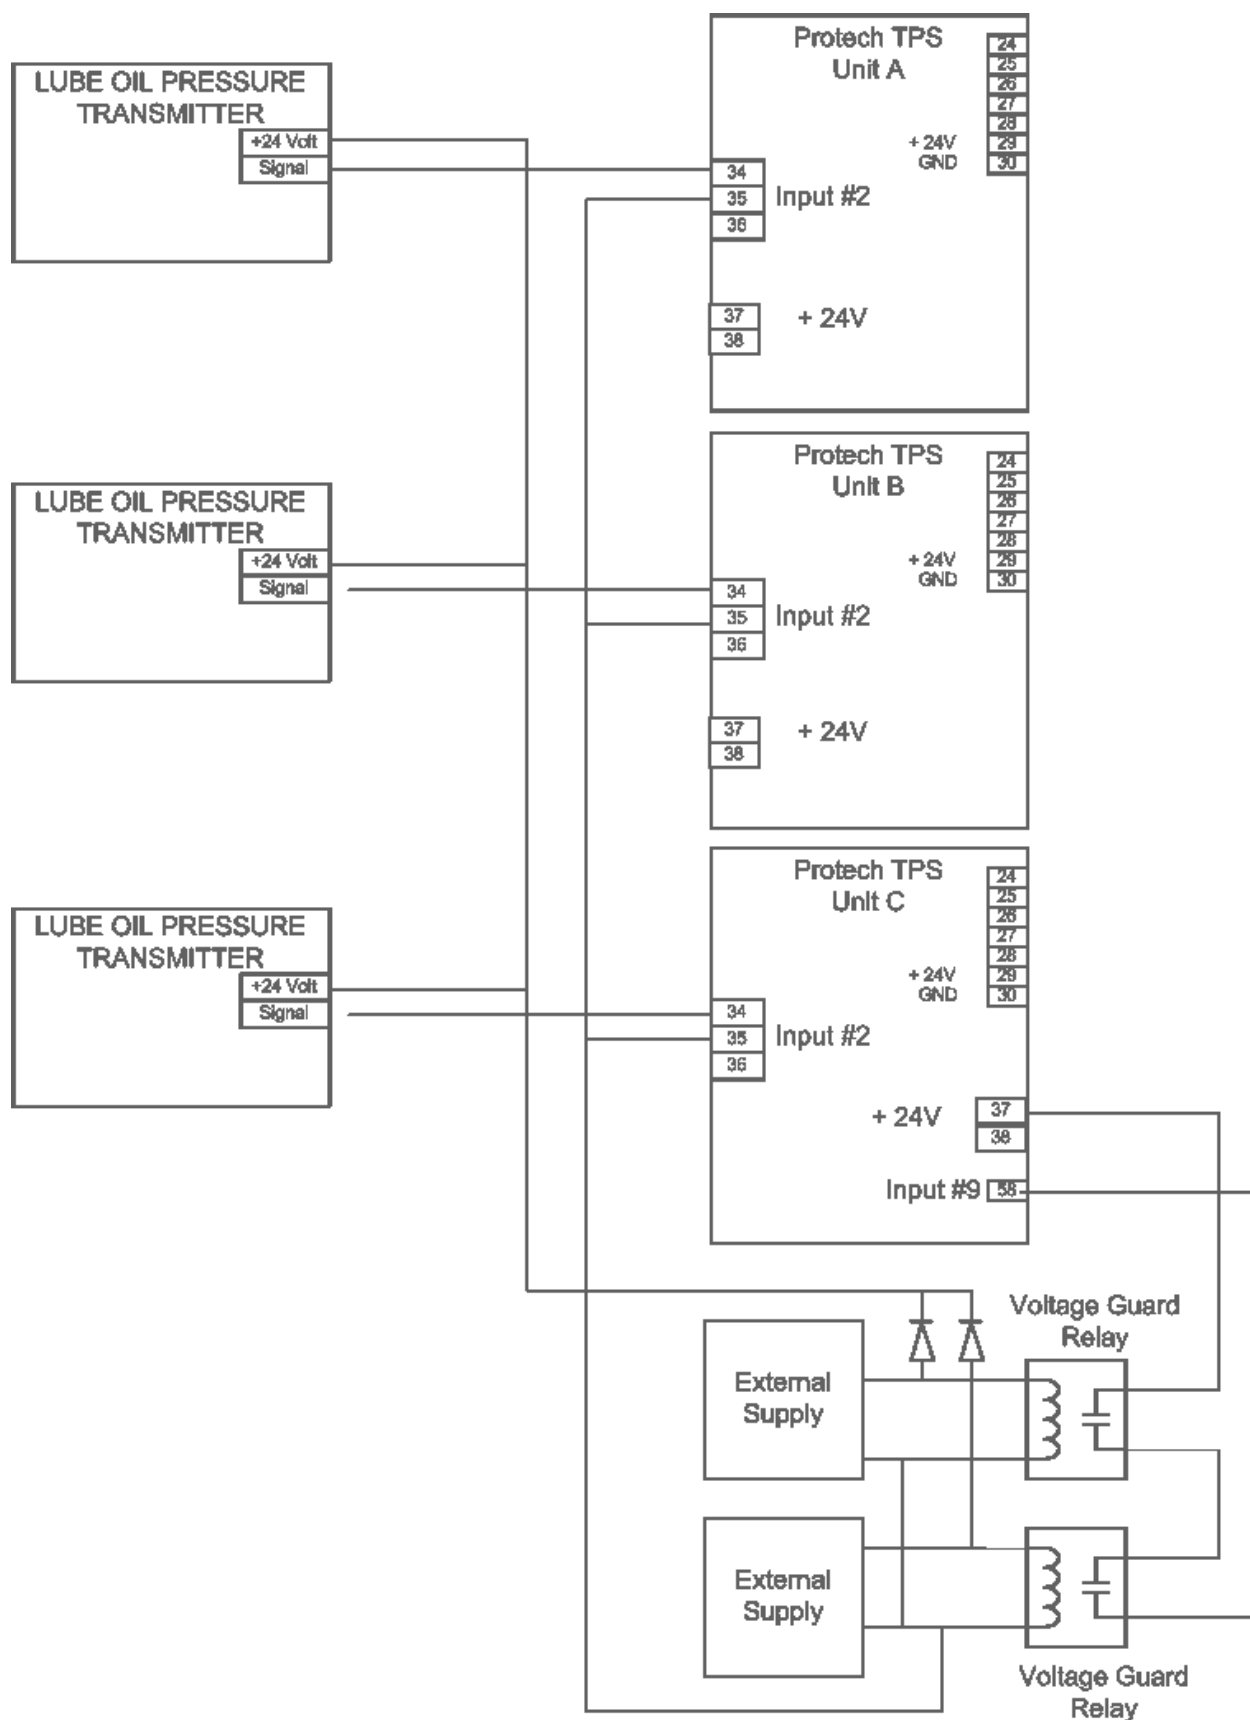 Protech TPS
Unit A
24
25
26
27
28
+ 24V 29
GND 30
LUBE OIL PRESSURE
TRANSMITTER
+24 Volt
Signal
34
35 Input #2
36
37 + 24V
38
Protech TPS
Unit B
24
25
26
27
28
+ 24V 29
GND 30
LUBE OIL PRESSURE
TRANSMITTER
+24 Volt
Signal
34
35 Input #2
36
37 + 24V
38
Protech TPS
Unit C
24
25
26
27
28
+ 24V 29
GND 30
LUBE OIL PRESSURE
TRANSMITTER
+24 Volt
Signal
34
35 Input #2
36
+ 24V 37
38
Input #9 58
Voltage Guard
Relay
External
Supply
External
Supply
Voltage Guard
Relay